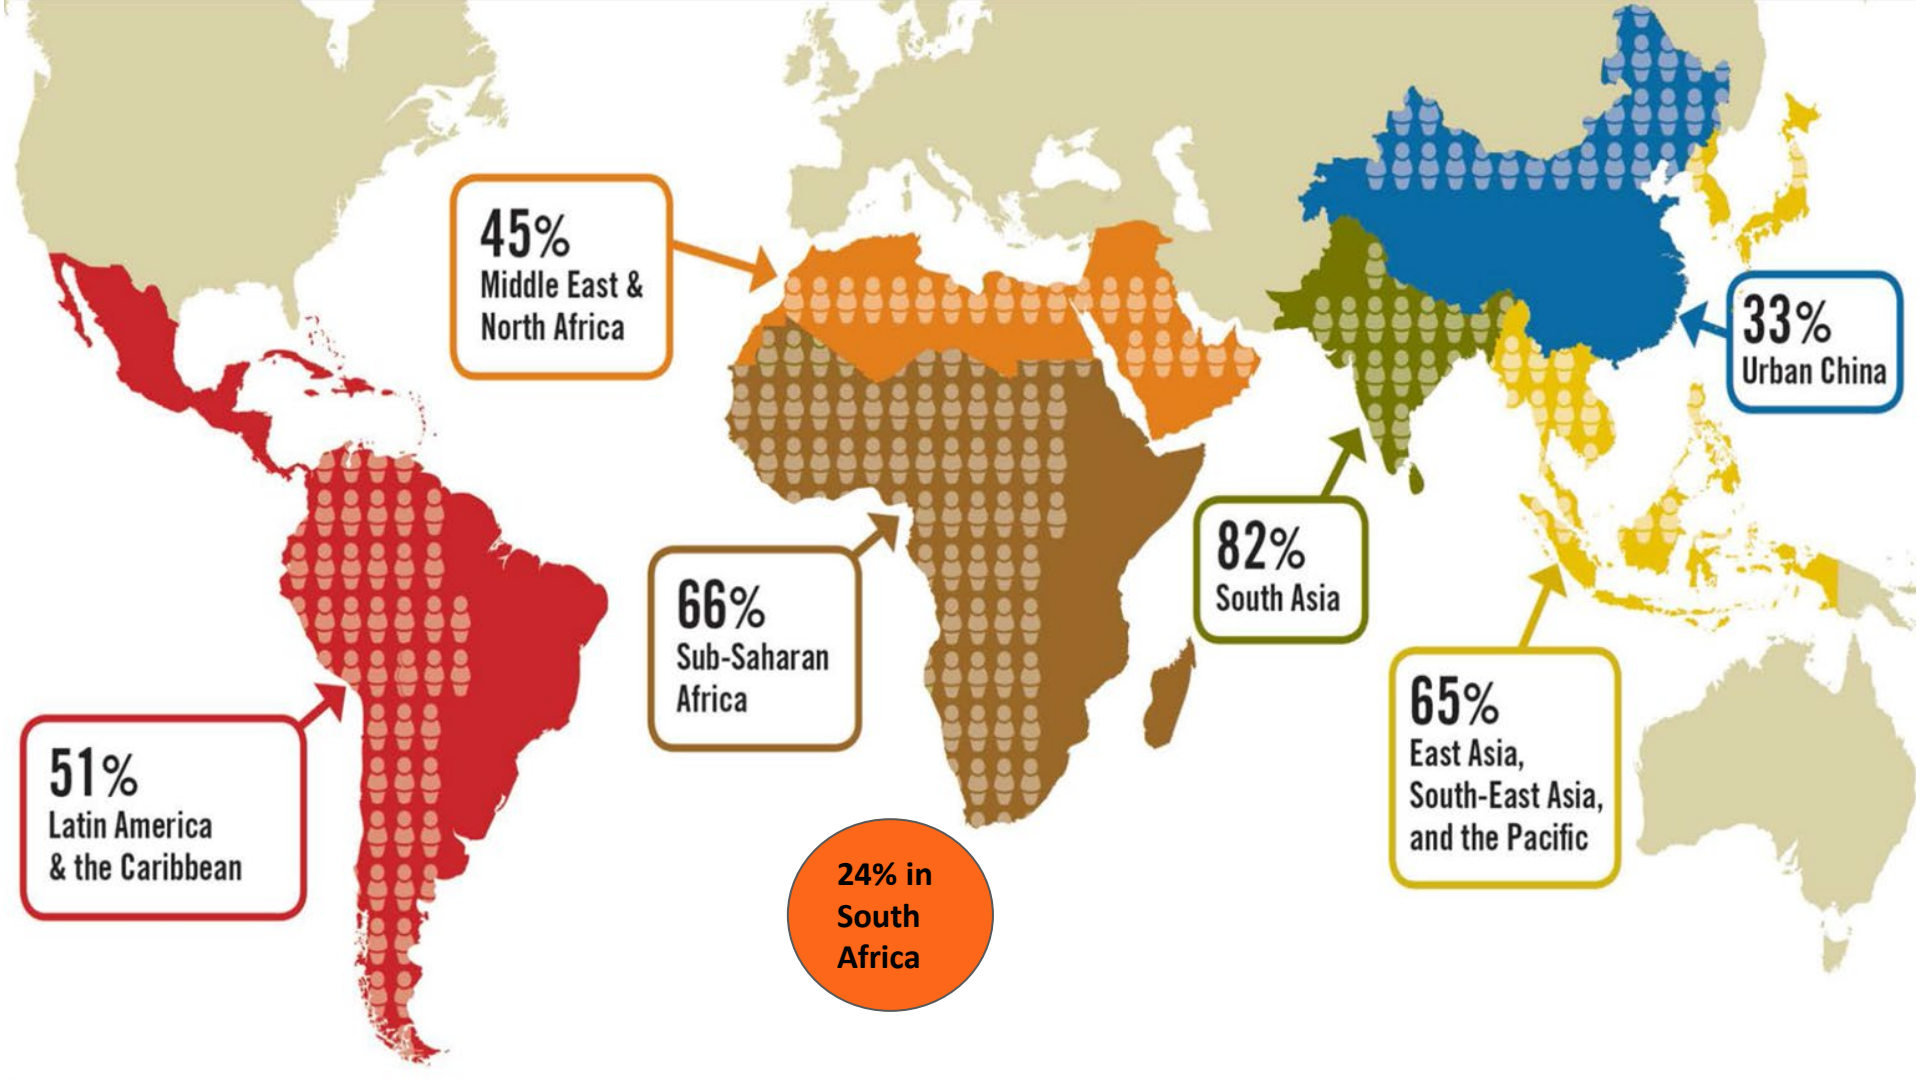 45%
Middle East &
North Africa
33%
Urban China
82%
South Asia
66%
Sub-Saharan
Africa
65%
East Asia,
South-East Asia,
and the Pacific
51%
Latin America
& the Caribbean
24% in
South
Africa